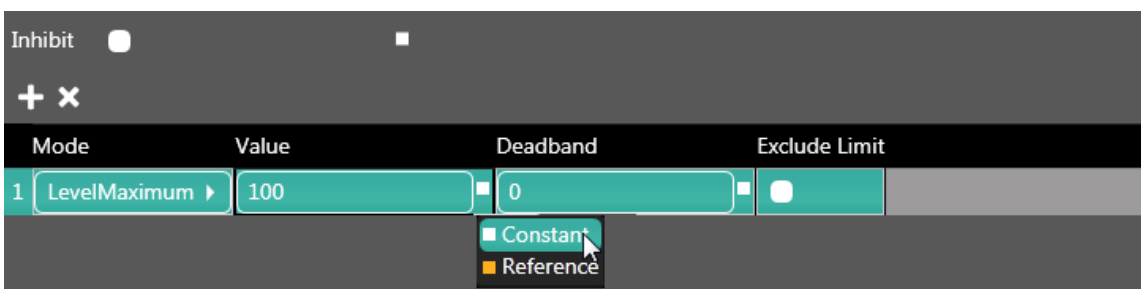 Inhibit
Mode Value Deadband Exclude Limit
1 LevelMaximum 100 0
Constant
Reference